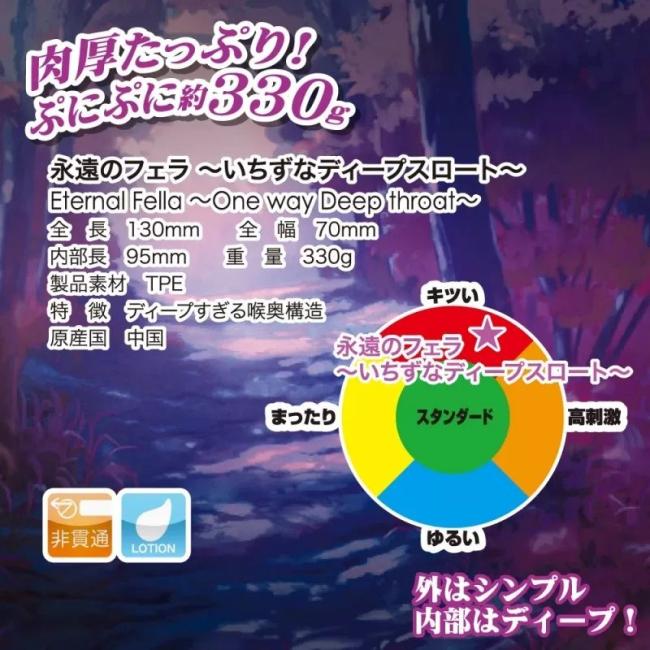 肉厚たっぷり!
ぷにぷに約330g
永遠のフェラ 〜いちずなディープスロート〜
Eternal Fella 〜One way Deep throat〜
全 長 130mm 全 幅 70mm
内部長 95mm 重 量 330g
製品素材 TPE
特 徴 ディープすぎる喉奥構造
原産国 中国
キツい
永遠のフェラ
〜いちずなディープスロート〜
まったり
スタンダード
高刺激
ゆるい
非貫通
LOTION
外はシンプル
内部はディープ!